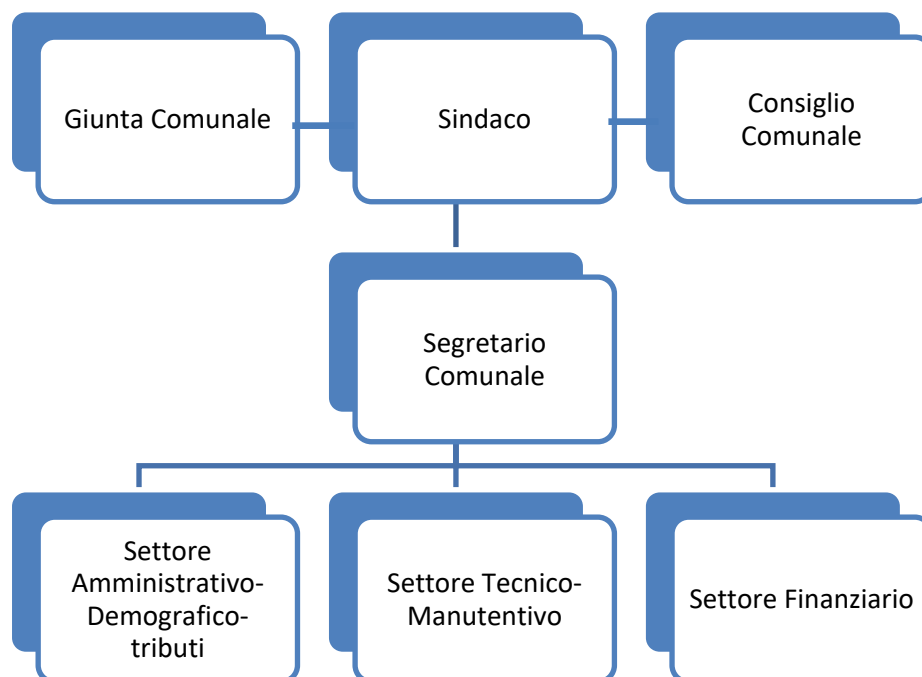 Giunta Comunale
Sindaco
Consiglio
Comunale
Segretario
Comunale
Settore
Amministrativo-
Demografico-
tributi
Settore Tecnico-
Manutentivo
Settore Finanziario